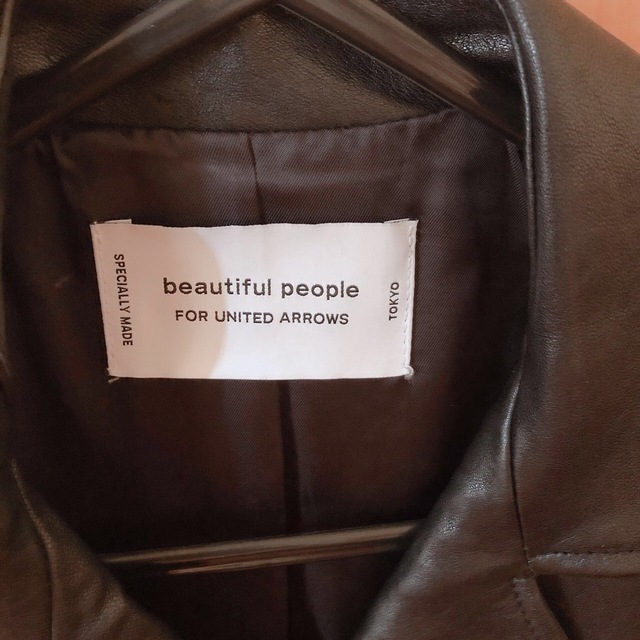 SPECIALLY MADE
beautiful people
FOR UNITED ARROWS
TOKYO